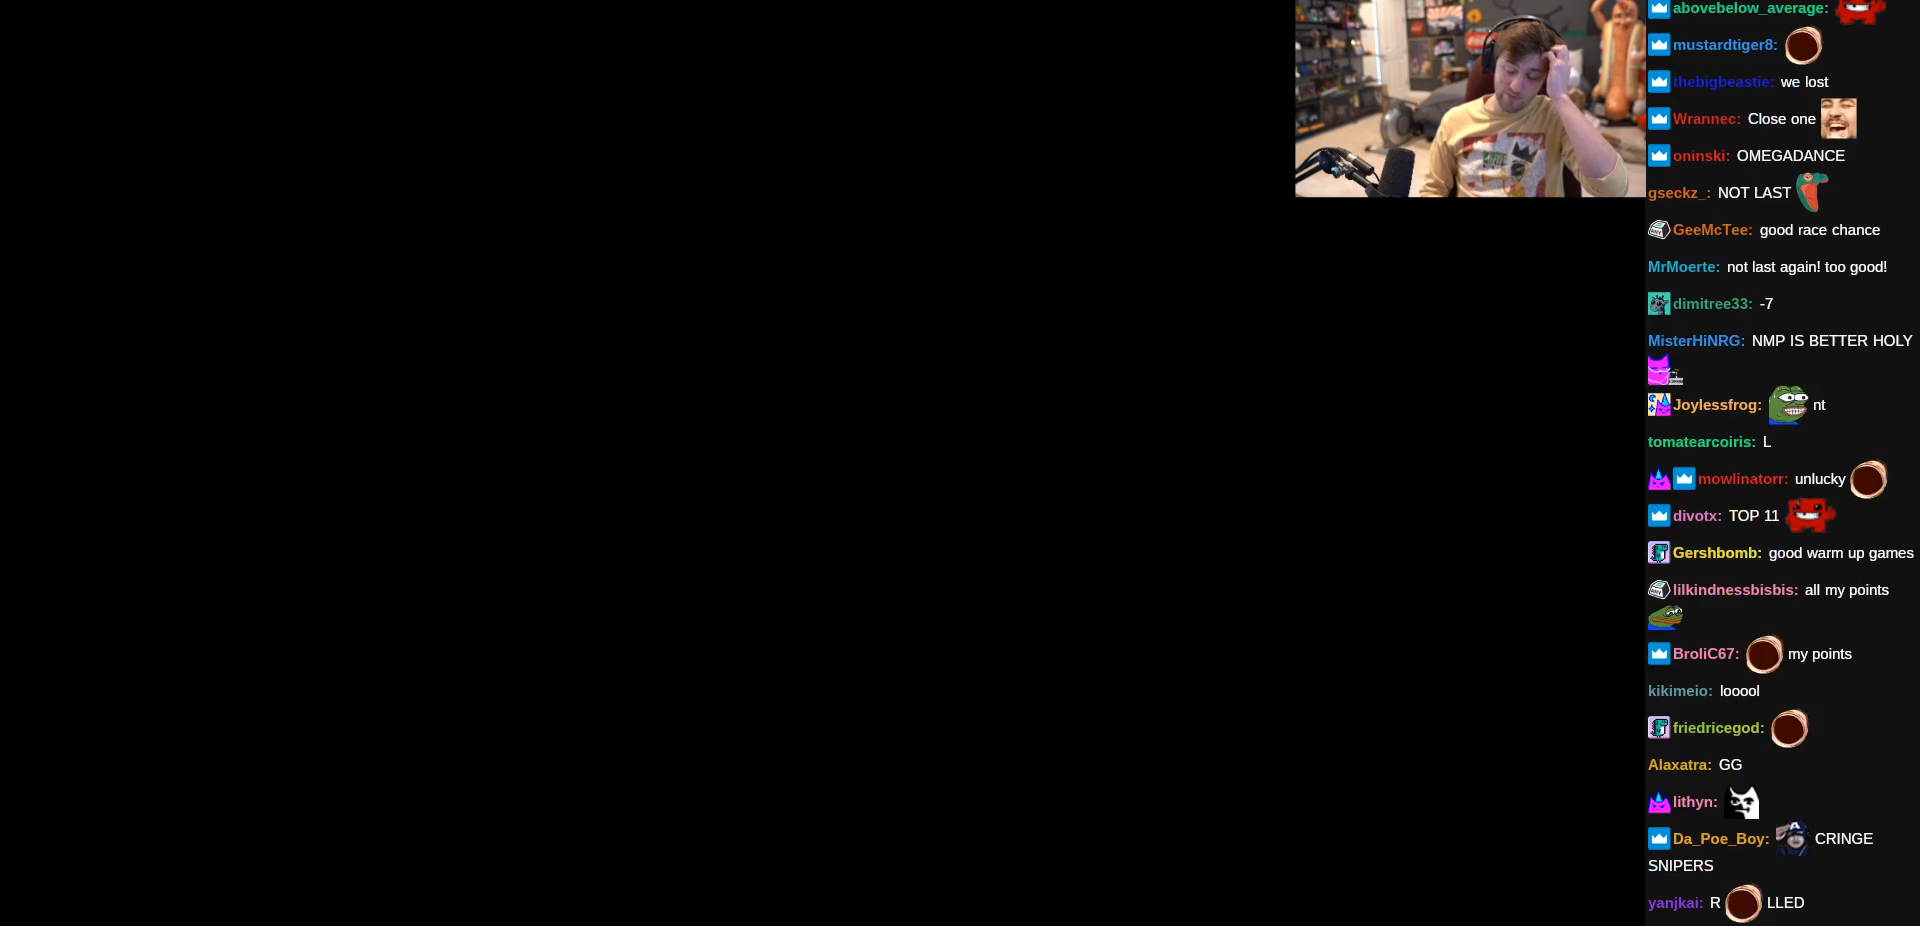 abovebelow_average:
mustardtiger8:
thebigbeastie: we lost
Wrannec: Close one
oninski: OMEGADANCE
gseckz_: NOT LAST
GeeMcTee: good race chance
MrMoerte: not last again! too good!
dimitree33: -7
MisterHiNRG: NMP IS BETTER HOLY
Joylessfrog: nt
tomatearcoiris: L
mowlinatorr: unlucky
divotx: TOP 11
Gershbomb: good warm up games
lilkindnessbisbis: all my points
BroliC67: my points
kikimeio: looool
friedricegod:
Alaxatra: GG
lithyn:
Da_Poe_Boy: CRINGE
SNIPERS
yanjkai: R LLED